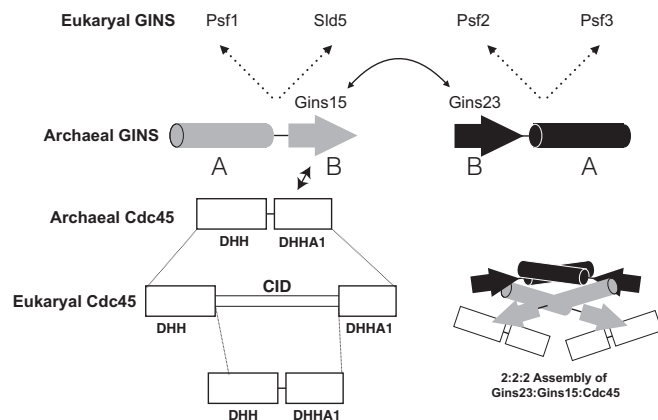 Eukaryal GINS Psf1 Sld5 Psf2 Psf3
Gins15 Gins23
Archaeal GINS
A B B A
Archaeal Cdc45
DHH DHHA1
CID
Eukaryal Cdc45
DHH DHHA1
2:2:2 Assembly of
Gins23:Gins15:Cdc45
DHH DHHA1